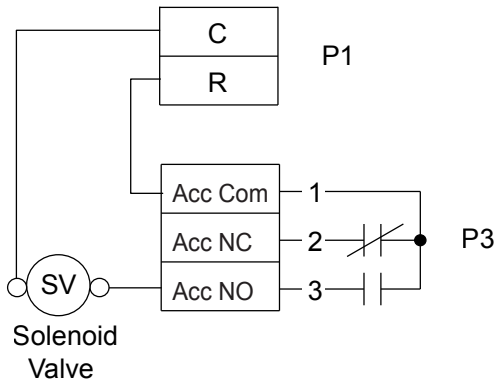 C
P1
R
Acc Com 1
Acc NC 2
P3
Acc NO 3
SV
Solenoid
Valve